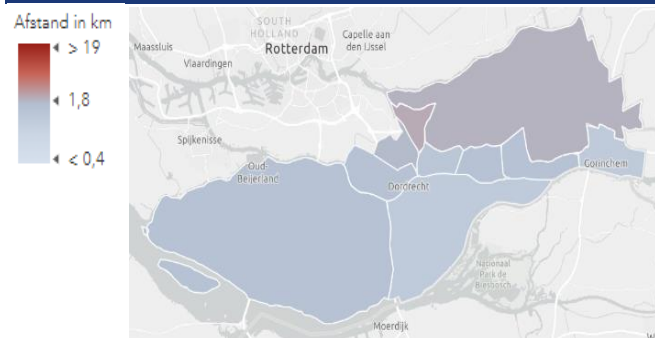 Afstand in km
> 19
1,8
< 0,4
SOUTH
HOLLAND
Rotterdam
Capelle aan
den IJssel
Maassluis
Vlaardingen
Spijkenisse
Oud-
Beijerland
Dordrecht
Gorinchem
Nationaal
Park de
Biesbosch
Moerdijk
W